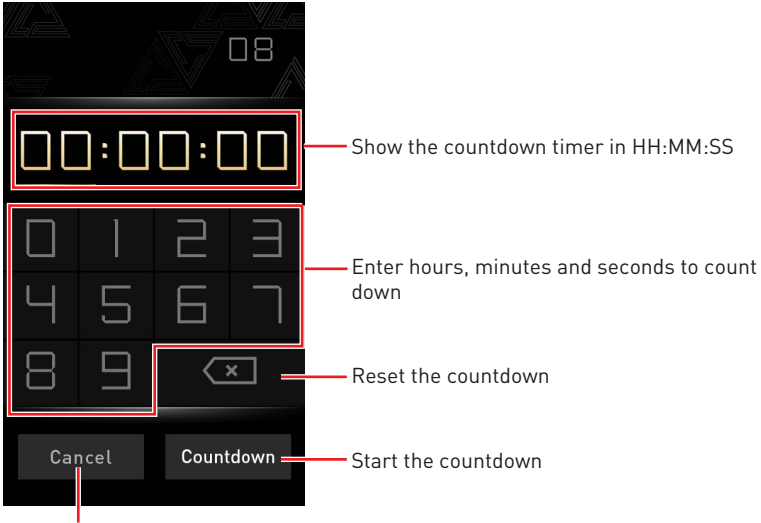 08
00:00:00
Show the countdown timer in HH:MM:SS
0 1 2 3
Enter hours, minutes and seconds to count
down
4 5 6 7
8 9
Reset the countdown
Cancel
Countdown
Start the countdown